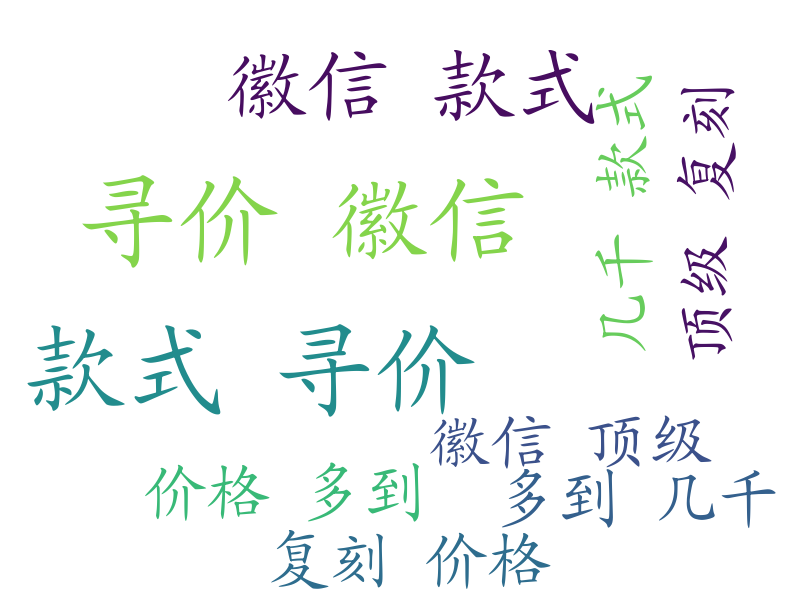 徽信 款式
寻价 徽信
款式 寻价
几千 款式
顶级 复刻
徽信 顶级
价格 多到
多到 几千
复刻 价格